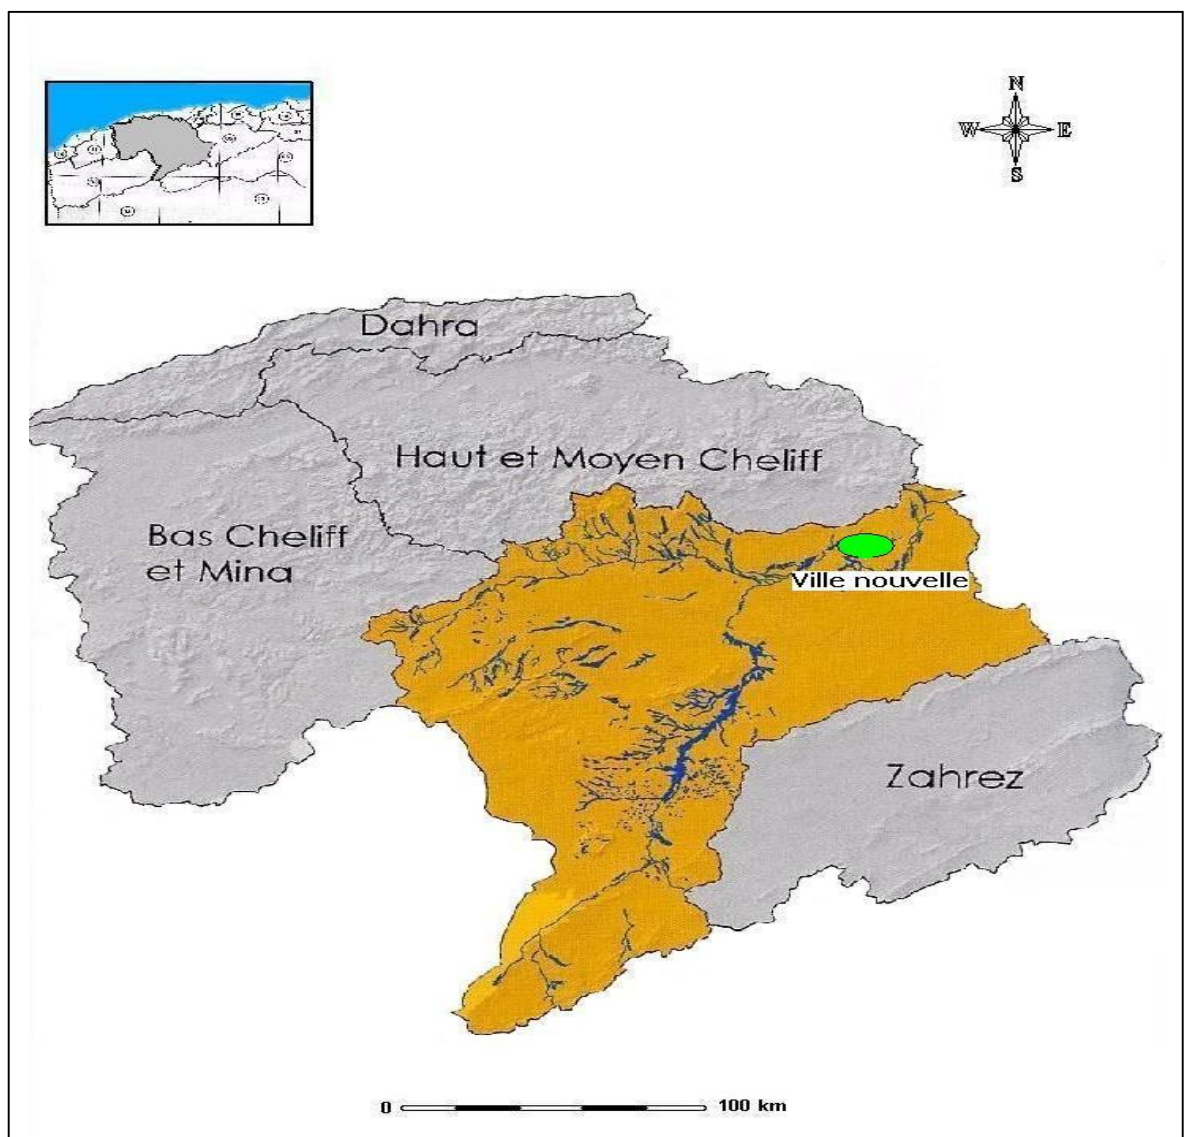 N
W E
S
Dahra
Haut et Moyen Cheliff
Bas Cheliff
et Mina
Ville nouvelle
Zahrez
0 100 km